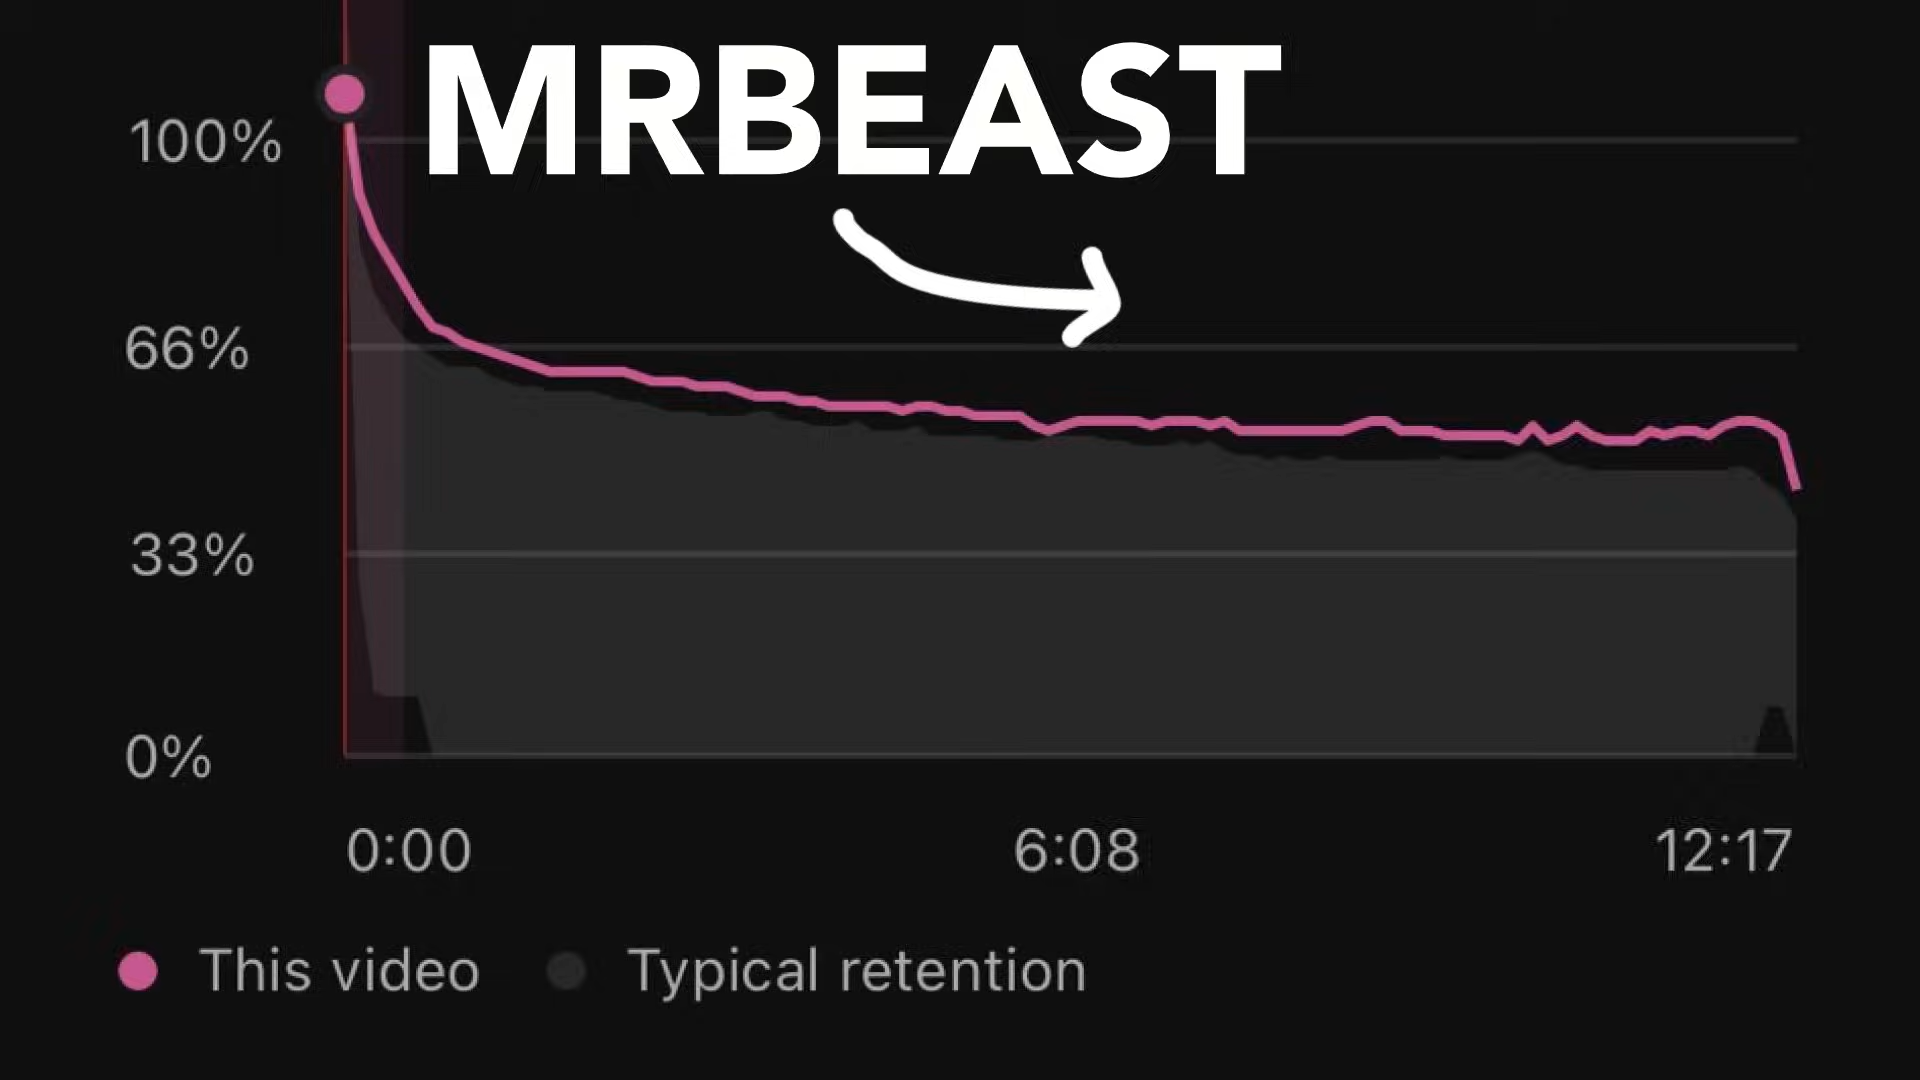 MRBEAST
100%
66%
33%
0%
0:00 6:08 12:17
This video Typical retention